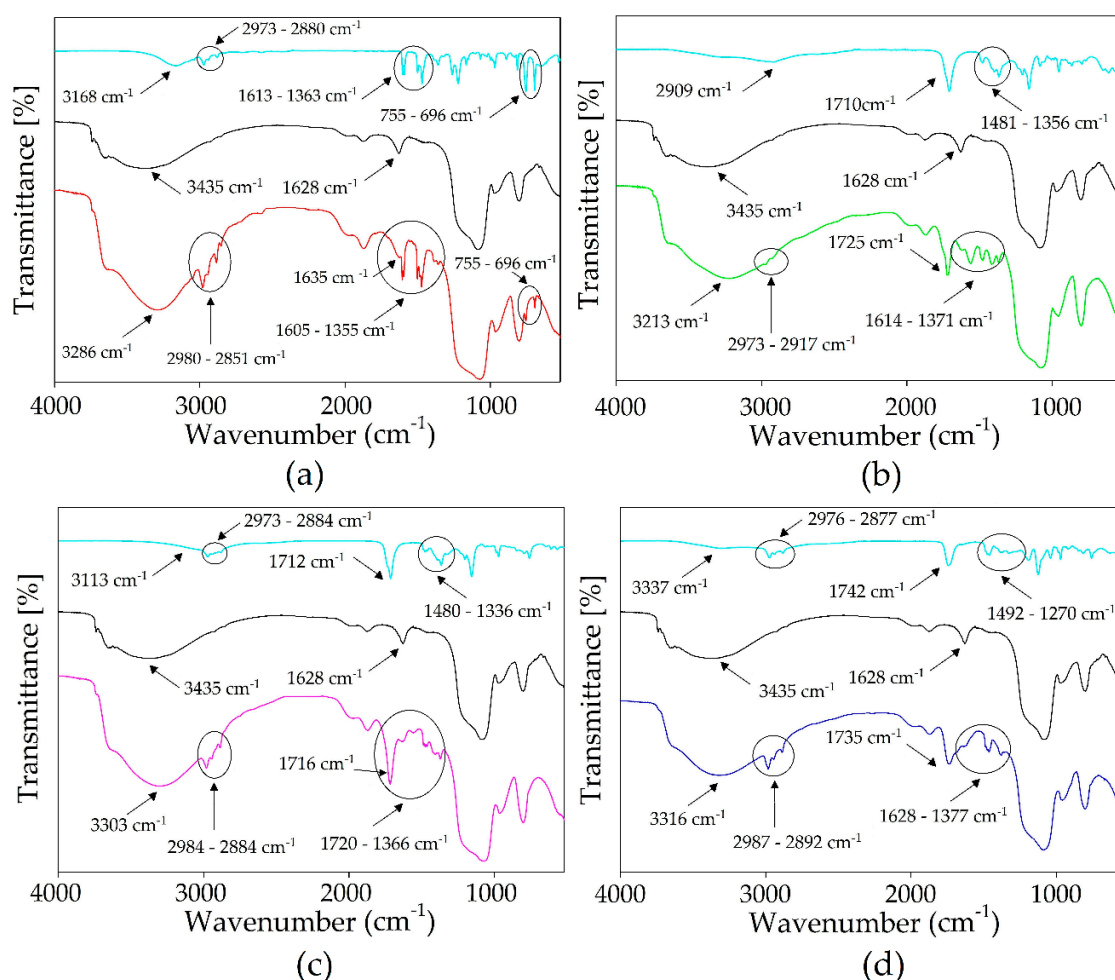 2973 - 2880 cm⁻¹
3168 cm⁻¹
1613 - 1363 cm⁻¹
755 - 696 cm⁻¹
3435 cm⁻¹
1628 cm⁻¹
755 - 696 cm⁻¹
1635 cm⁻¹
3286 cm⁻¹
2980 - 2851 cm⁻¹
1605 - 1355 cm⁻¹
Transmittance [%]
4000 3000 2000 1000
Wavenumber (cm⁻¹)
(a)
2909 cm⁻¹
1710cm⁻¹
1481 - 1356 cm⁻¹
3435 cm⁻¹
1628 cm⁻¹
1725 cm⁻¹
3213 cm⁻¹
2973 - 2917 cm⁻¹
1614 - 1371 cm⁻¹
Transmittance [%]
4000 3000 2000 1000
Wavenumber (cm⁻¹)
(b)
2973 - 2884 cm⁻¹
3113 cm⁻¹
1712 cm⁻¹
1480 - 1336 cm⁻¹
3435 cm⁻¹
1628 cm⁻¹
1716 cm⁻¹
3303 cm⁻¹
2984 - 2884 cm⁻¹
1720 - 1366 cm⁻¹
Transmittance [%]
4000 3000 2000 1000
Wavenumber (cm⁻¹)
(c)
2976 - 2877 cm⁻¹
3337 cm⁻¹
1742 cm⁻¹
1492 - 1270 cm⁻¹
3435 cm⁻¹
1628 cm⁻¹
1735 cm⁻¹
3316 cm⁻¹
2987 - 2892 cm⁻¹
1628 - 1377 cm⁻¹
Transmittance [%]
4000 3000 2000 1000
Wavenumber (cm⁻¹)
(d)